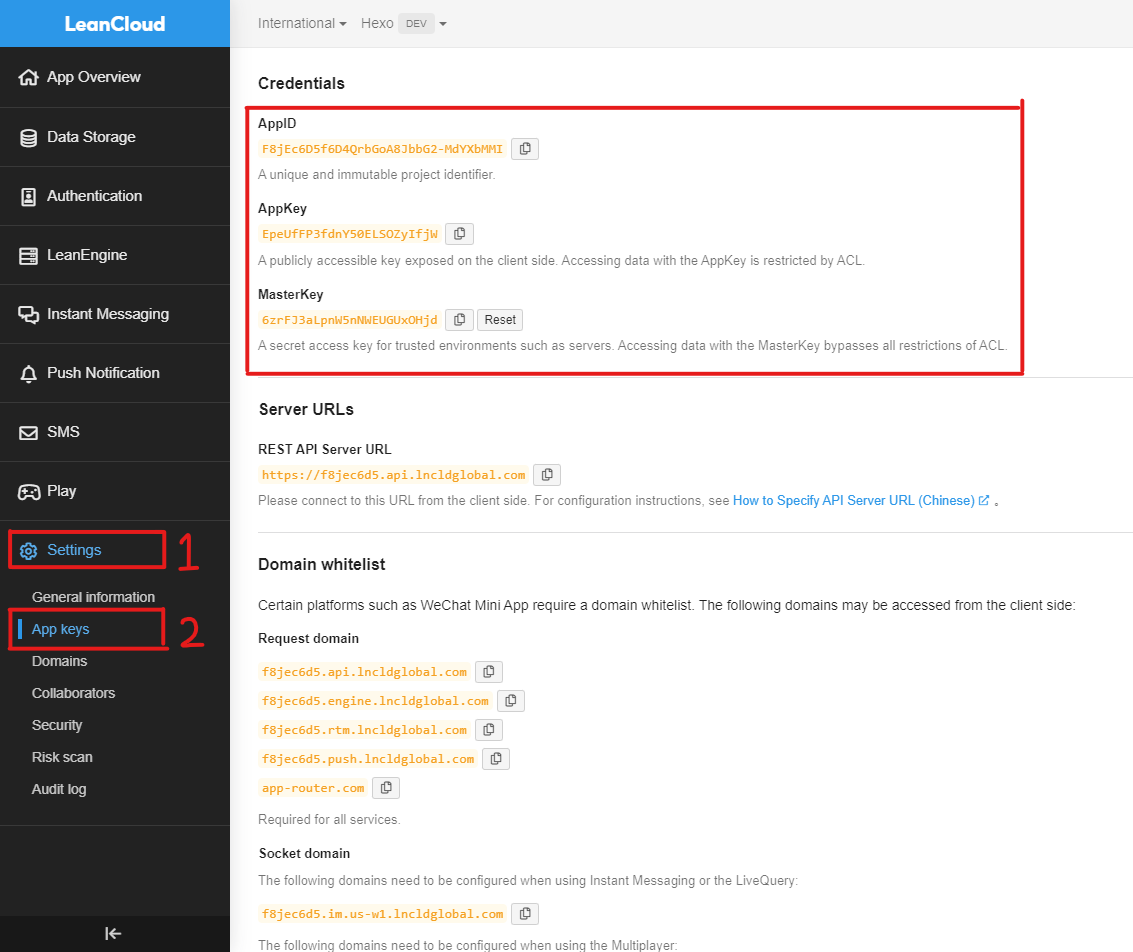 LeanCloud
International
Hexo DEV
App Overview
Data Storage
Authentication
LeanEngine
Instant Messaging
Push Notification
SMS
Play
Settings
1
General information
App keys
2
Domains
Collaborators
Security
Risk scan
Audit log
Credentials
AppID
F8jEc6D5f6D4QrbGoA8JbbG2-MdYXbMMI
A unique and immutable project identifier.
AppKey
EpeUfFP3fdnY50ELSOZyIfjW
A publicly accessible key exposed on the client side. Accessing data with the AppKey is restricted by ACL.
MasterKey
6zrFJ3aLpnW5nNWEUGUxOHjd Reset
A secret access key for trusted environments such as servers. Accessing data with the MasterKey bypasses all restrictions of ACL.
Server URLs
REST API Server URL
https://f8jec6d5.api.lncldglobal.com
Please connect to this URL from the client side. For configuration instructions, see How to Specify API Server URL (Chinese) 。
Domain whitelist
Certain platforms such as WeChat Mini App require a domain whitelist. The following domains may be accessed from the client side:
Request domain
f8jec6d5.api.lncldglobal.com
f8jec6d5.engine.lncldglobal.com
f8jec6d5.rtm.lncldglobal.com
f8jec6d5.push.lncldglobal.com
app-router.com
Required for all services.
Socket domain
The following domains need to be configured when using Instant Messaging or the LiveQuery:
f8jec6d5.im.us-w1.lncldglobal.com
The following domains need to be configured when using the Multiplayer: